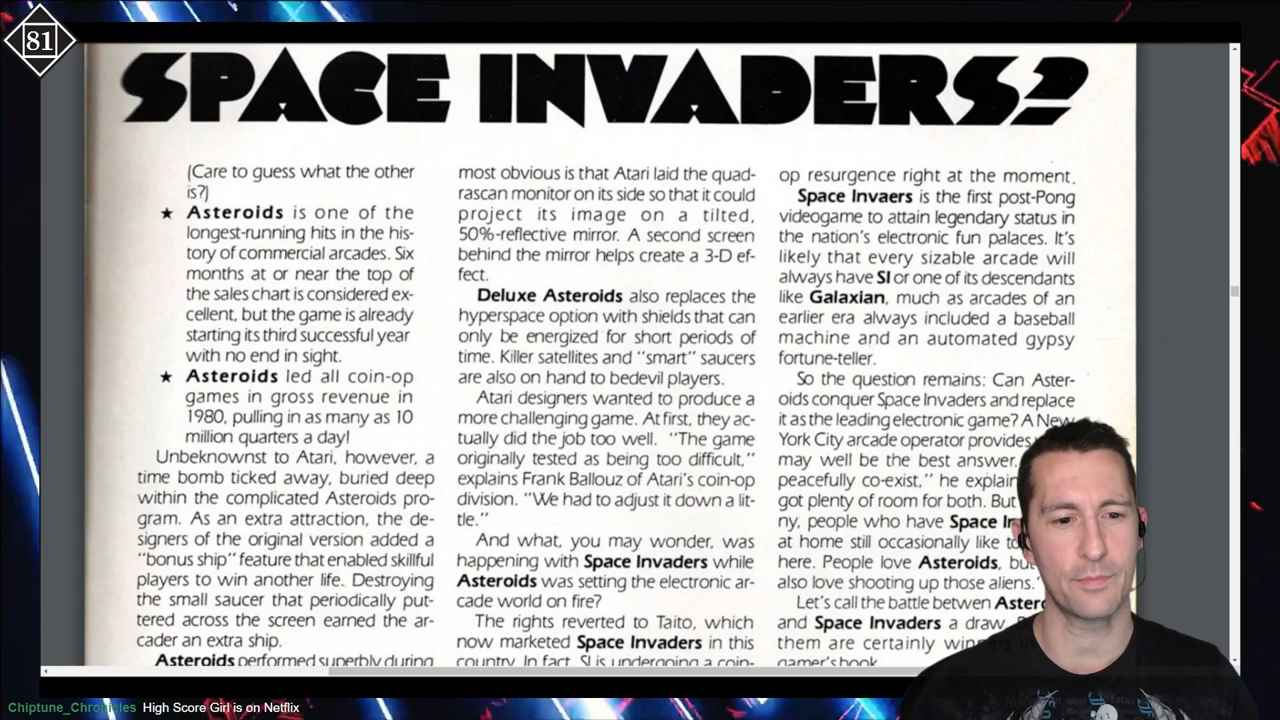 81
SPACE INVADERS?
(Care to guess what the other
is?)
★ Asteroids is one of the
longest-running hits in the his-
tory of commercial arcades. Six
months at or near the top of
the sales chart is considered ex-
cellent, but the game is already
starting its third successful year
with no end in sight.
★ Asteroids led all coin-op
games in gross revenue in
1980, pulling in as many as 10
million quarters a day!
Unbeknownst to Atari, however, a
time bomb ticked away, buried deep
within the complicated Asteroids pro-
gram. As an extra attraction, the de-
signers of the original version added a
"bonus ship" feature that enabled skillful
players to win another life. Destroying
the small saucer that periodically put-
tered across the screen earned the ar-
cader an extra ship.
Asteroids performed superbly during
most obvious is that Atari laid the quad-
rascan monitor on its side so that it could
project its image on a tilted,
50%-reflective mirror. A second screen
behind the mirror helps create a 3-D ef-
fect.
Deluxe Asteroids also replaces the
hyperspace option with shields that can
only be energized for short periods of
time. Killer satellites and "smart" saucers
are also on hand to bedevil players.
Atari designers wanted to produce a
more challenging game. At first, they ac-
tually did the job too well. "The game
originally tested as being too difficult,"
explains Frank Ballouz of Atari's coin-op
division. "We had to adjust it down a lit-
tle."
And what, you may wonder, was
happening with Space Invaders while
Asteroids was setting the electronic ar-
cade world on fire?
The rights reverted to Taito, which
now marketed Space Invaders in this
country. In fact, SI is undergoing a coin-
op resurgence right at the moment.
Space Invaers is the first post-Pong
videogame to attain legendary status in
the nation's electronic fun palaces. It's
likely that every sizable arcade will
always have SI or one of its descendants
like Galaxian, much as arcades of an
earlier era always included a baseball
machine and an automated gypsy
fortune-teller.
So the question remains: Can Aster-
oids conquer Space Invaders and replace
it as the leading electronic game? A New
York City arcade operator provides
may well be the best answer.
peacefully co-exist," he explain
got plenty of room for both. But
ny, people who have Space In
at home still occasionally like to
here. People love Asteroids, bu
also love shooting up those aliens."
Let's call the battle betwen Aster
and Space Invaders a draw.
them are certainly win
gamer's book.
Chiptune_Chronicles High Score Girl is on Netflix